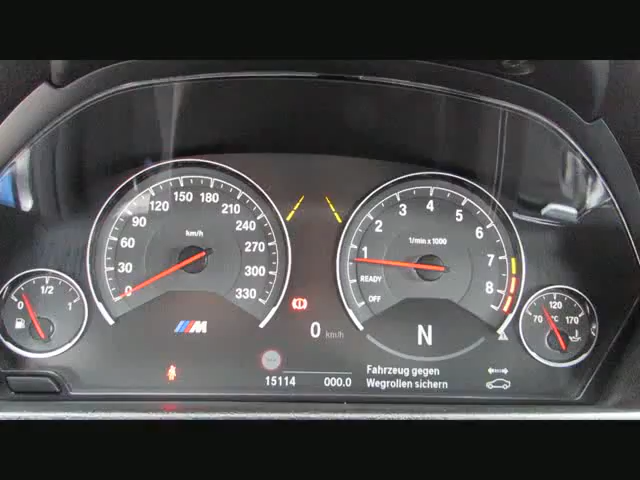 0 30 60 90 120 150 180 210 240 270 300 330
km/h
M
0 1/2 1
OFF READY 1 2 3 4 5 6 7 8
1/min x 1000
N
70 120 170
°C
0 km/h
15114 000.0
Fahrzeug gegen
Wegrollen sichern